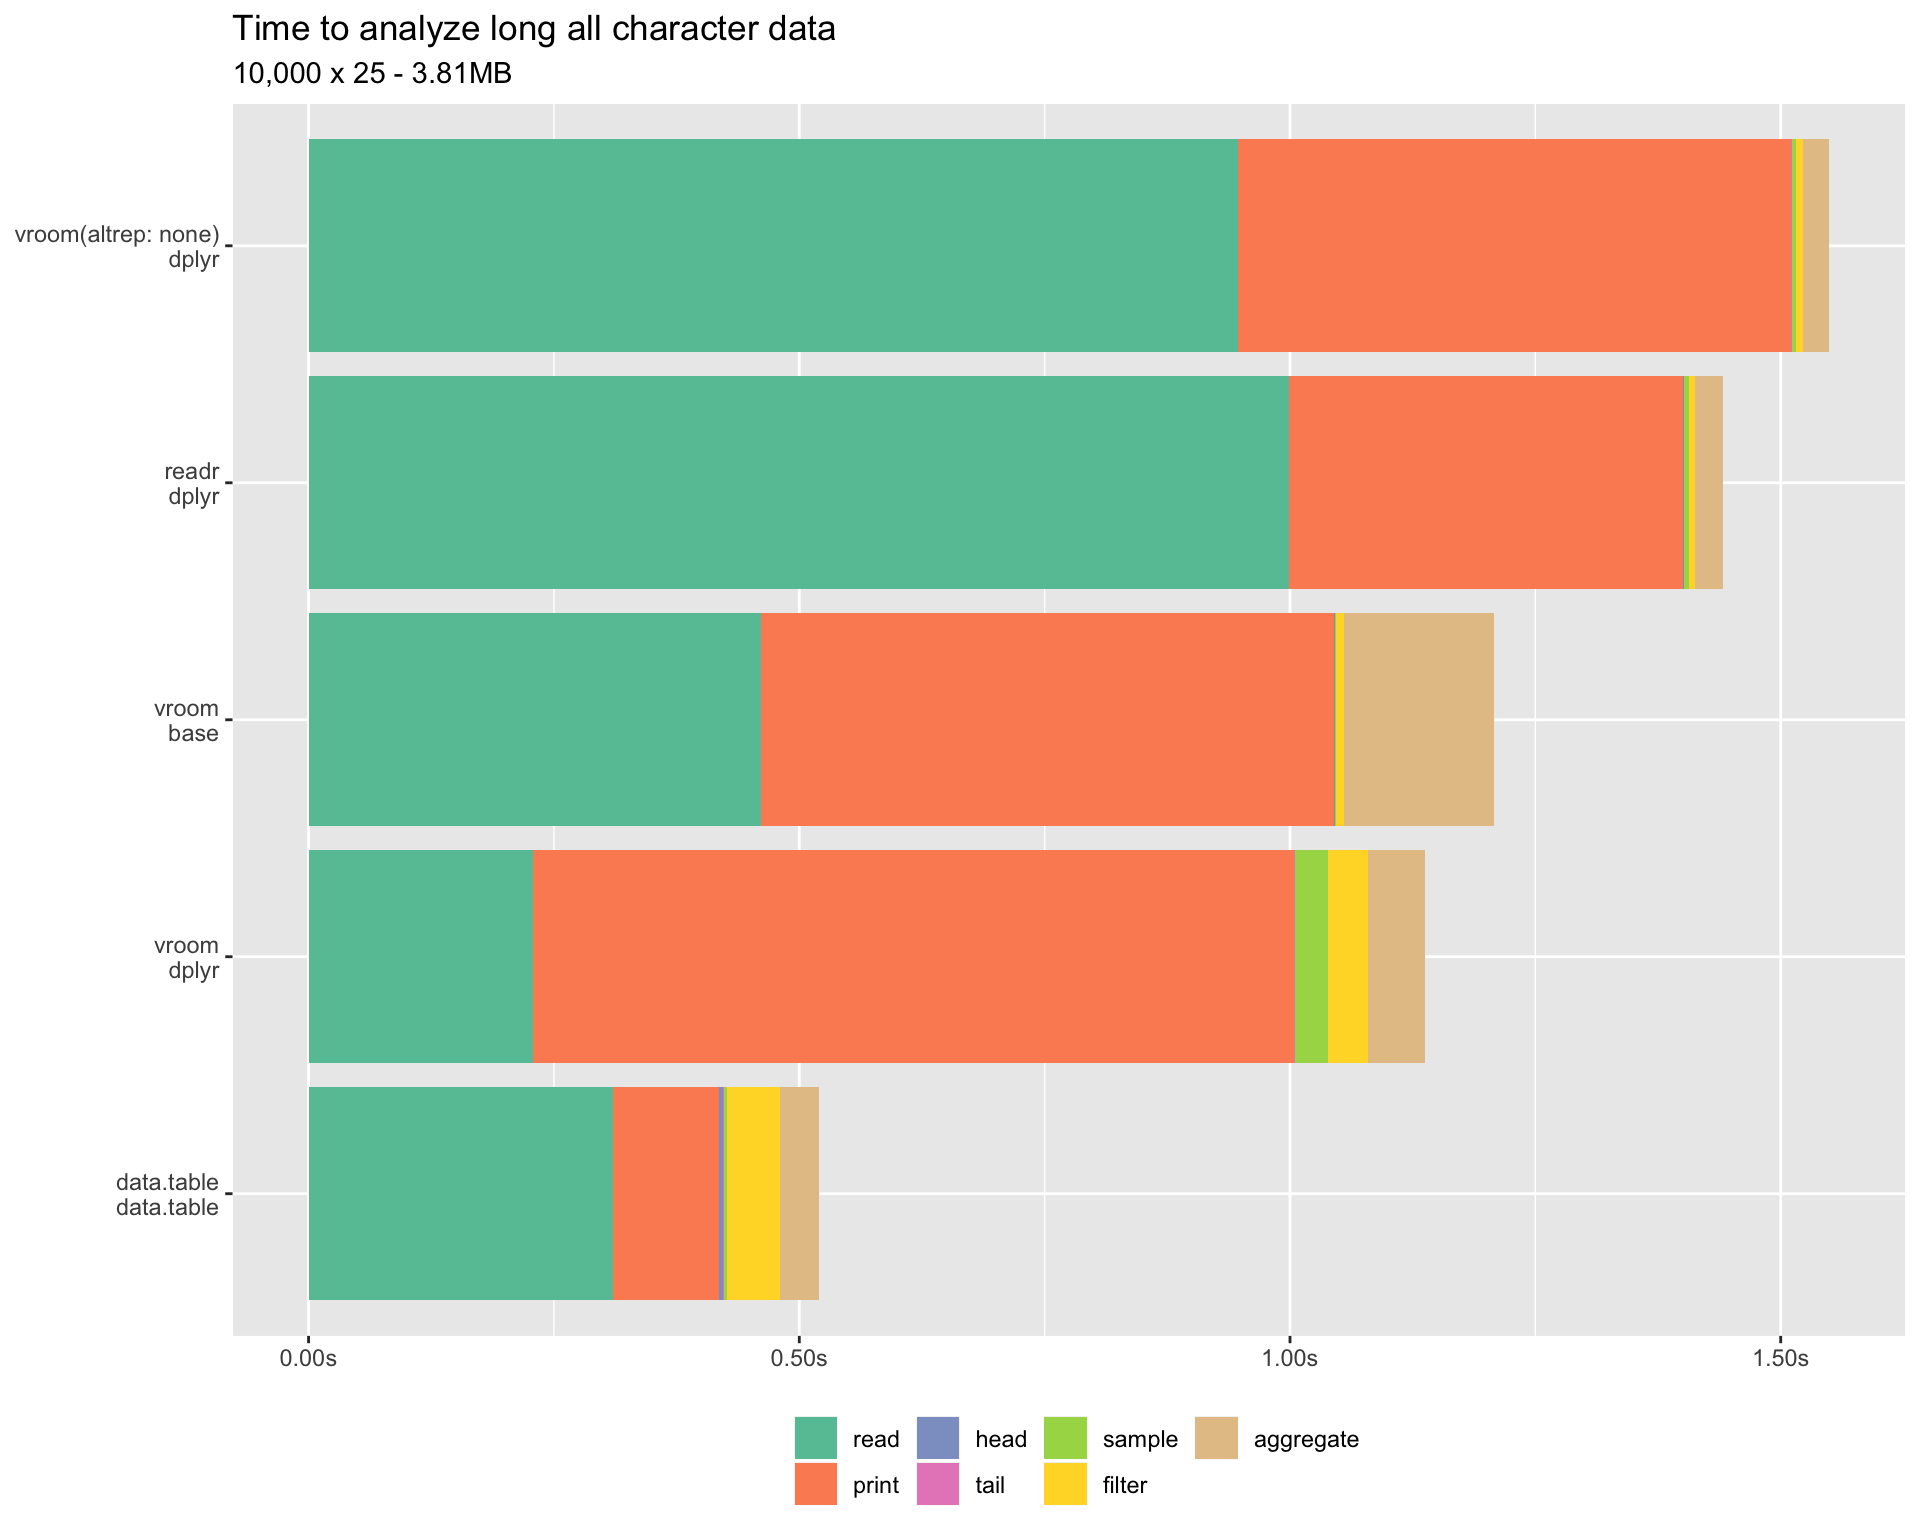 Time to analyze long all character data
10,000 x 25 - 3.81MB
vroom(altrep: none)
dplyr
readr
dplyr
vroom
base
vroom
dplyr
data.table
data.table
0.00s 0.50s 1.00s 1.50s
read head sample aggregate
print tail filter